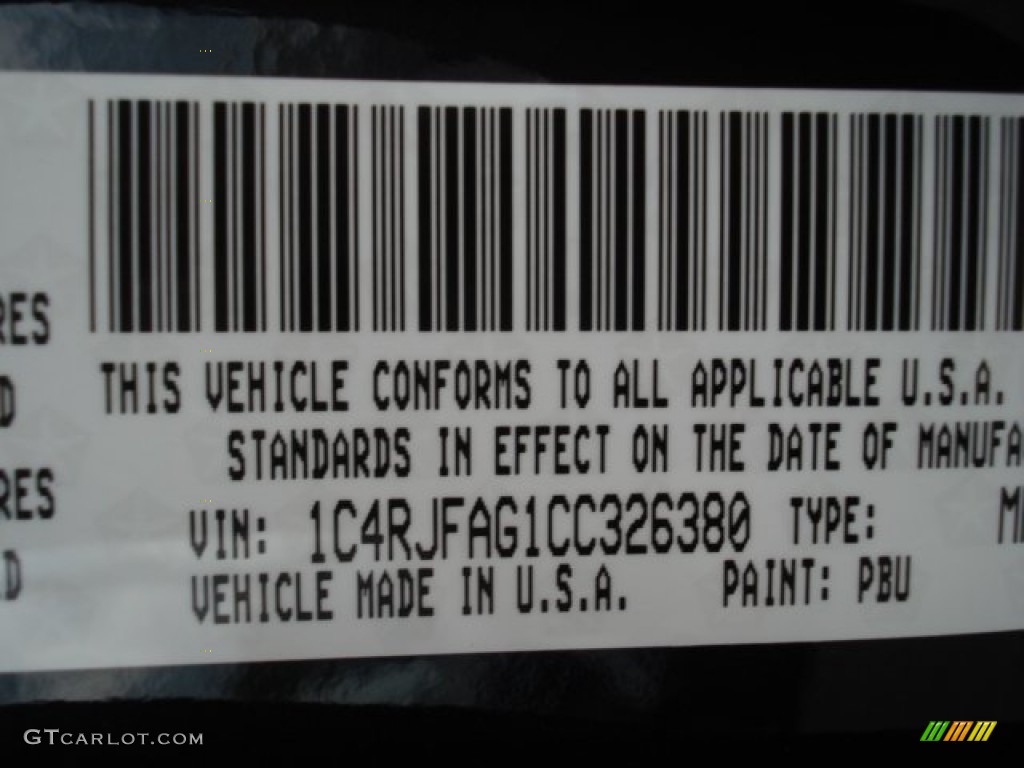 RES
D
RES
D
THIS VEHICLE CONFORMS TO ALL APPLICABLE U.S.A.
STANDARDS IN EFFECT ON THE DATE OF MANUFA
VIN: 1C4RJFAG1CC326380 TYPE: M
VEHICLE MADE IN U.S.A. PAINT: PBU
GTCARLOT.COM